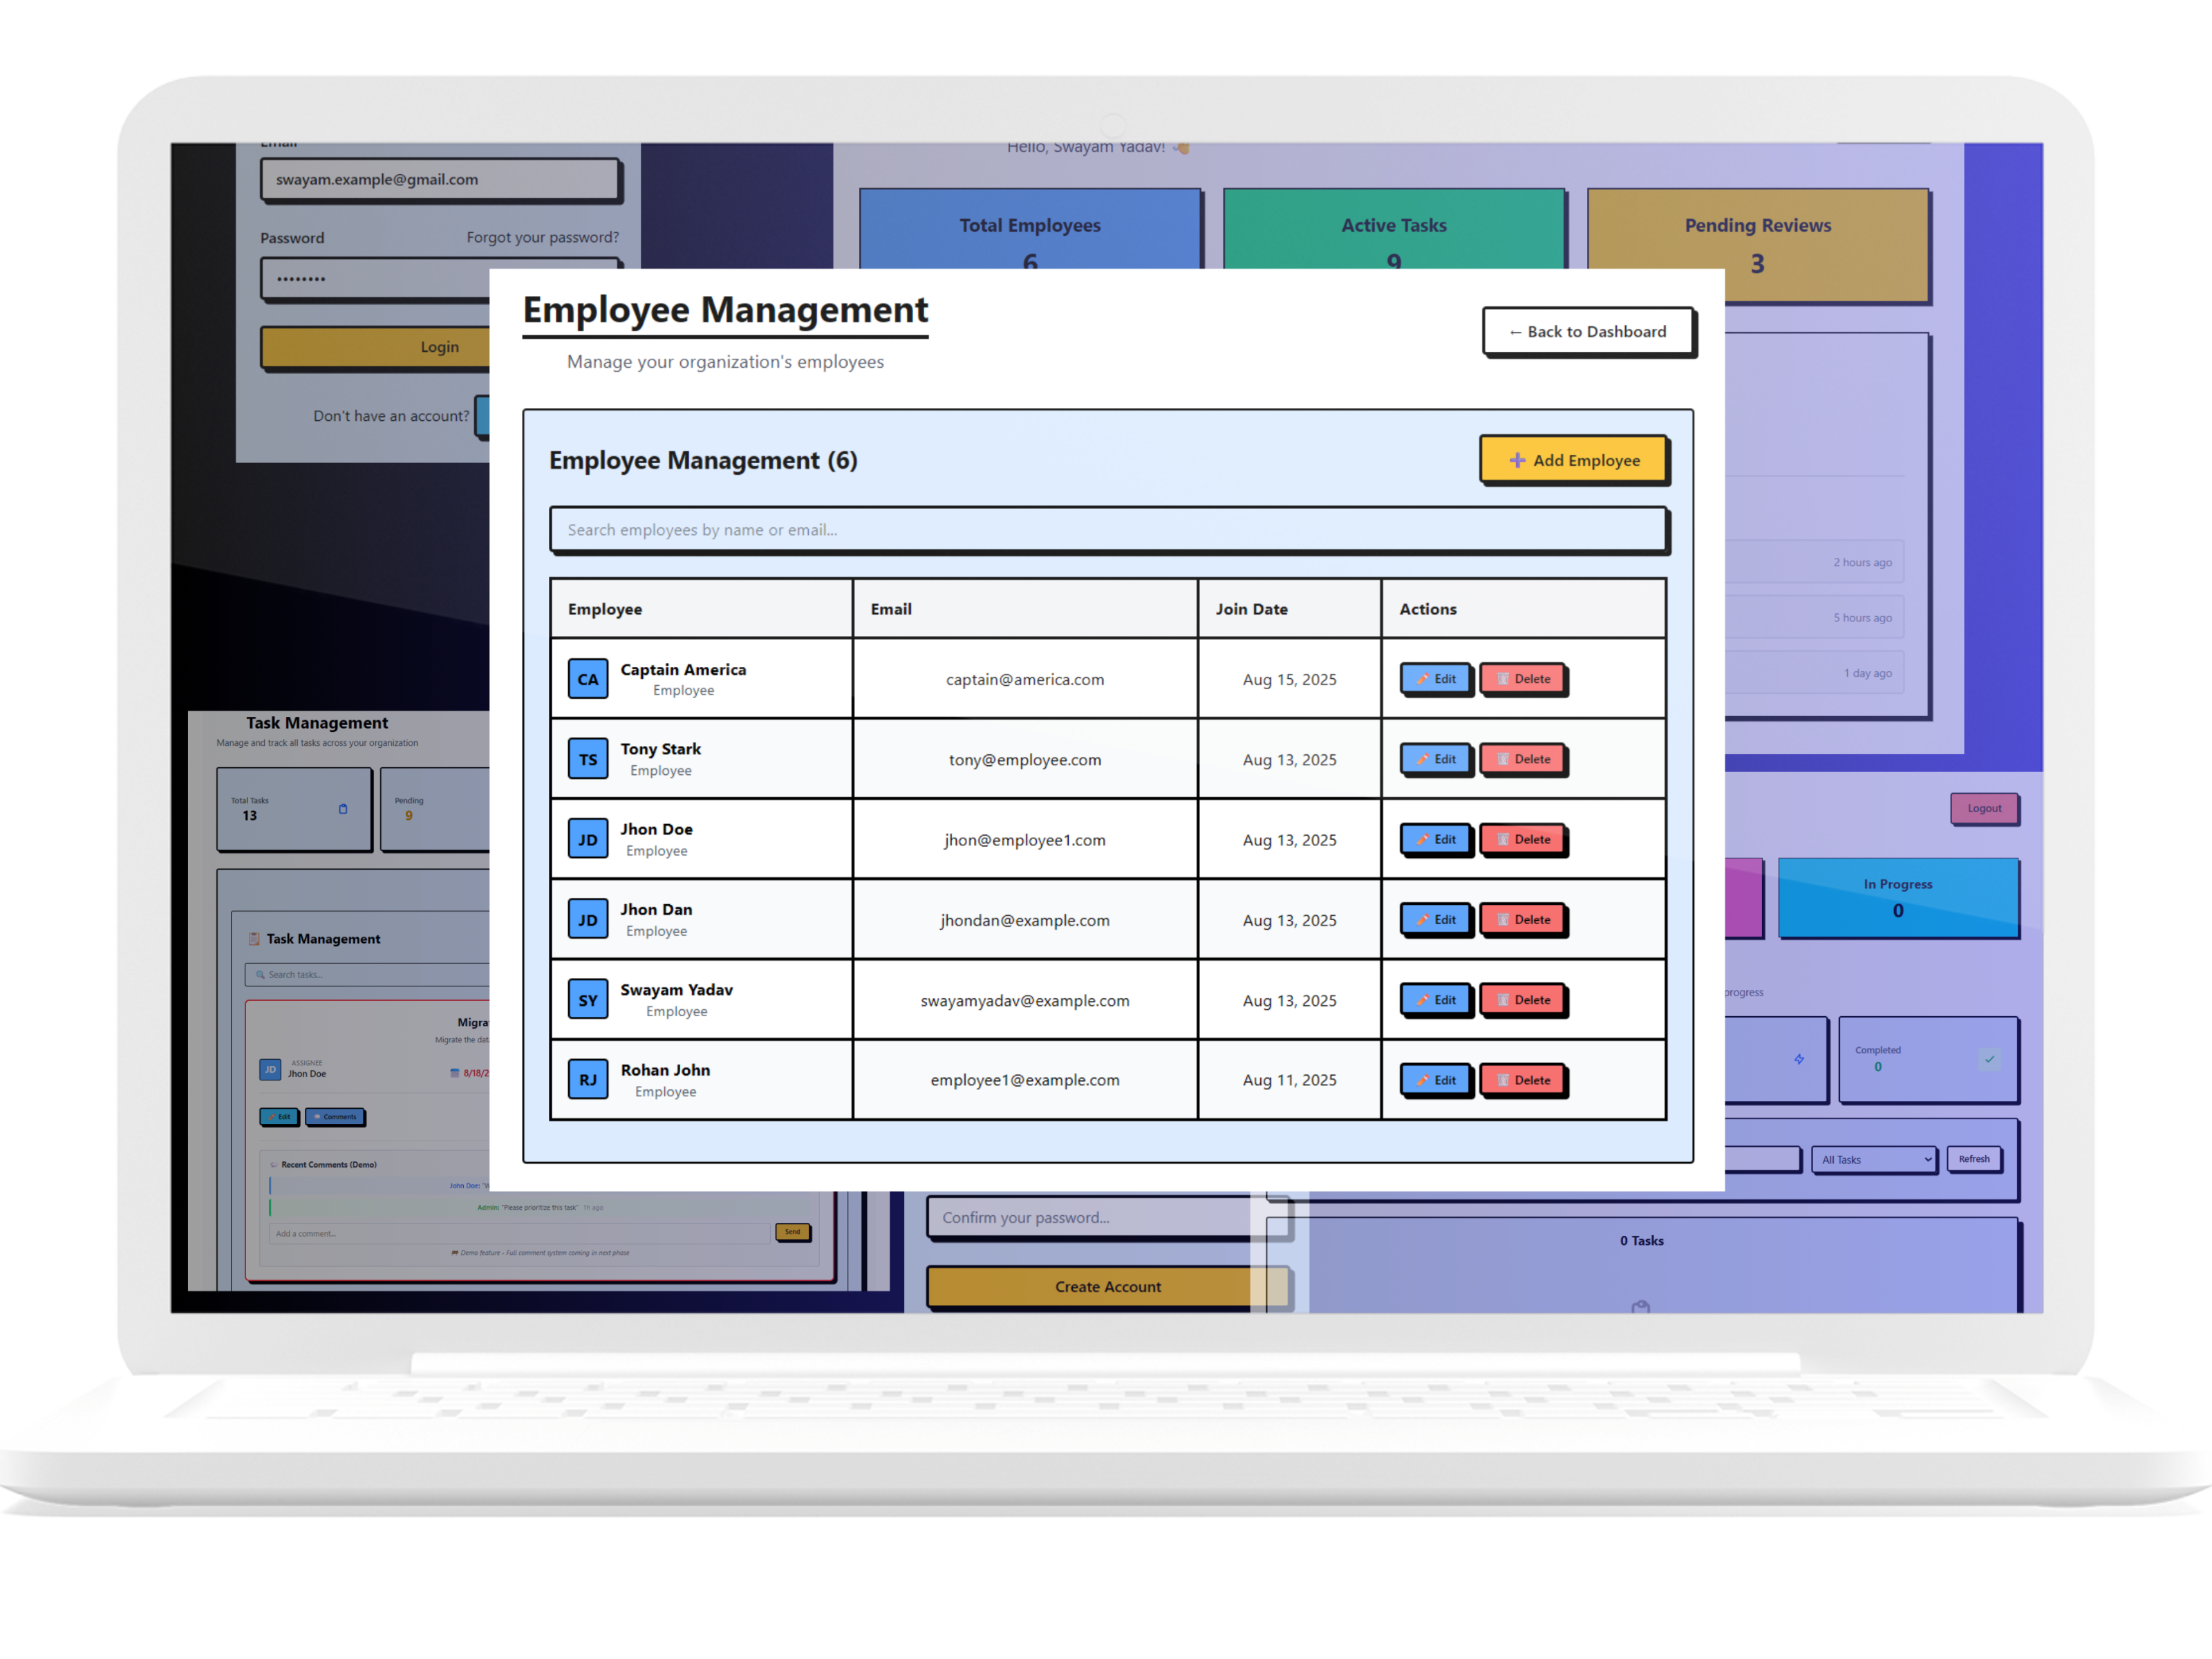 swayam.example@gmail.com
Password
Forgot your password?
••••••••
Login
Don't have an account?
Hello, Swayam Yadav! 👋
Total Employees
6
Active Tasks
9
Pending Reviews
3
Employee Management
Manage your organization's employees
← Back to Dashboard
Employee Management (6)
➕ Add Employee
Search employees by name or email...
Employee Email Join Date Actions
CA Captain America captain@america.com Aug 15, 2025 Edit Delete
Employee
TS Tony Stark tony@employee.com Aug 13, 2025 Edit Delete
Employee
JD Jhon Doe jhon@employee1.com Aug 13, 2025 Edit Delete
Employee
JD Jhon Dan jhondan@example.com Aug 13, 2025 Edit Delete
Employee
SY Swayam Yadav swayamyadav@example.com Aug 13, 2025 Edit Delete
Employee
RJ Rohan John employee1@example.com Aug 11, 2025 Edit Delete
Employee
2 hours ago
5 hours ago
1 day ago
Task Management
Manage and track all tasks across your organization
Total Tasks
13
Pending
9
Task Management
Search tasks...
Migrate the
ASSIGNEE
JD Jhon Doe
Edit Comments
Recent Comments (Demo)
John Doe:
Admin: "Please prioritize this task" 1h ago
Add a comment...
Send
Demo feature - Full comment system coming in next phase
Confirm your password...
Create Account
Logout
In Progress
0
progress
Completed
0
All Tasks
Refresh
0 Tasks